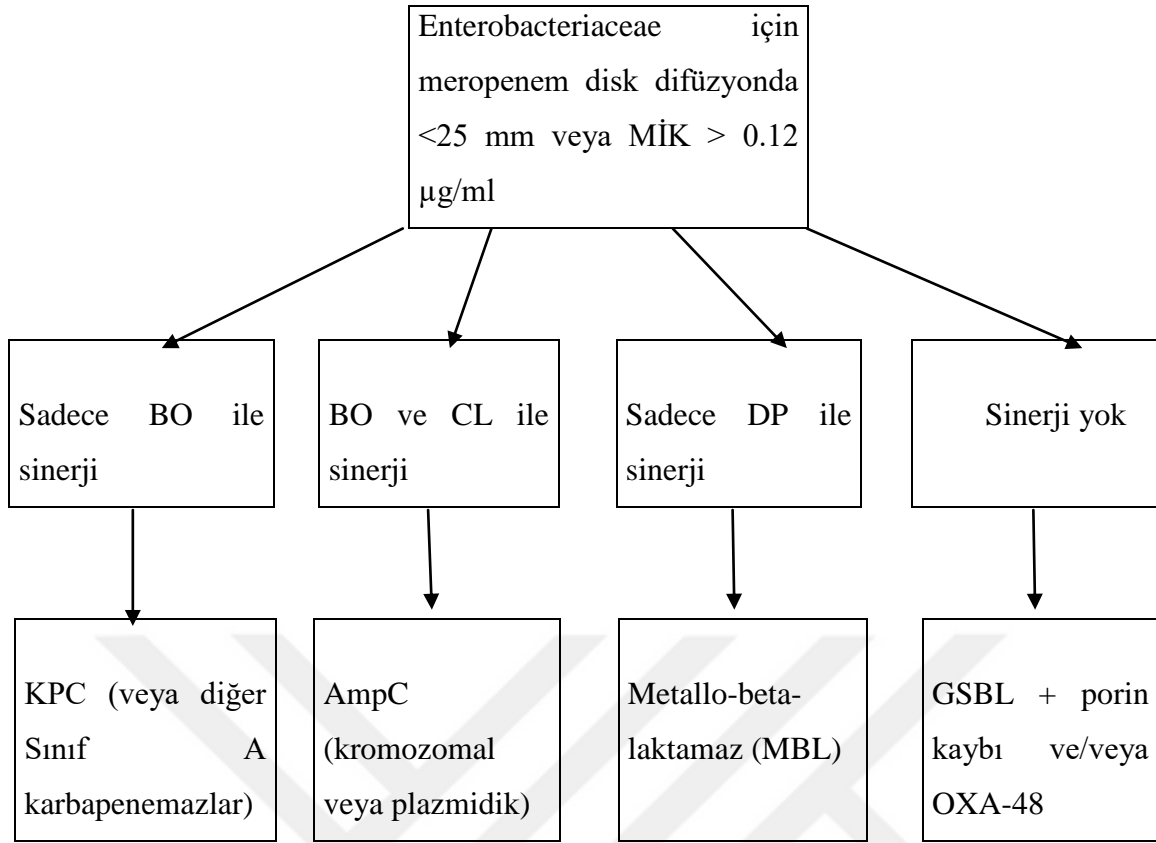 Enterobacteriaceae için
meropenem disk difüzyonda
<25 mm veya MİK > 0.12
µg/ml
Sadece BO ile
sinerji
BO ve CL ile
sinerji
Sadece DP ile
sinerji
Sinerji yok
KPC (veya diğer
Sınıf A
karbapenemazlar)
AmpC
(kromozomal
veya plazmidik)
Metallo-beta-
laktamaz (MBL)
GSBL + porin
kaybı ve/veya
OXA-48